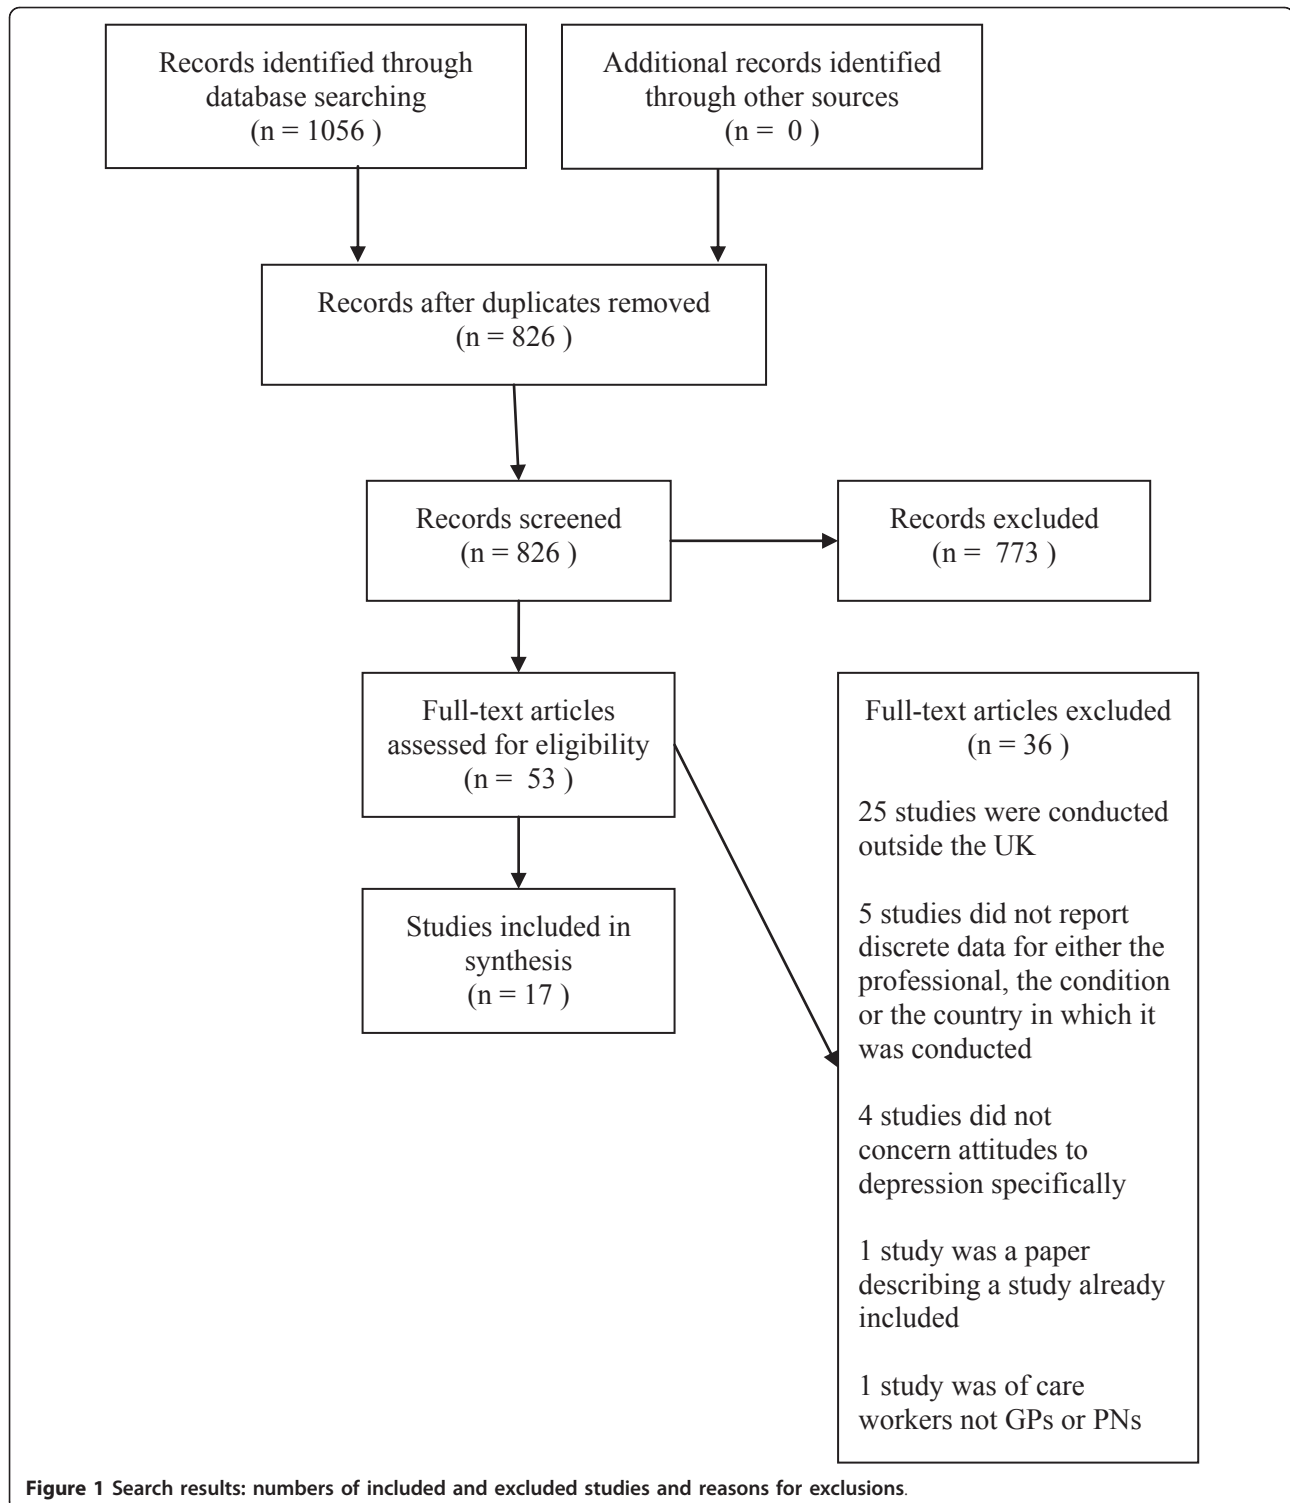 Records identified through
database searching
(n = 1056 )
Additional records identified
through other sources
(n = 0 )
Records after duplicates removed
(n = 826 )
Records screened
(n = 826 )
Records excluded
(n = 773 )
Full-text articles
assessed for eligibility
(n = 53 )
Full-text articles excluded
(n = 36 )
25 studies were conducted
outside the UK
5 studies did not report
discrete data for either the
professional, the condition
or the country in which it
was conducted
4 studies did not
concern attitudes to
depression specifically
1 study was a paper
describing a study already
included
1 study was of care
workers not GPs or PNs
Studies included in
synthesis
(n = 17 )
Figure 1 Search results: numbers of included and excluded studies and reasons for exclusions.